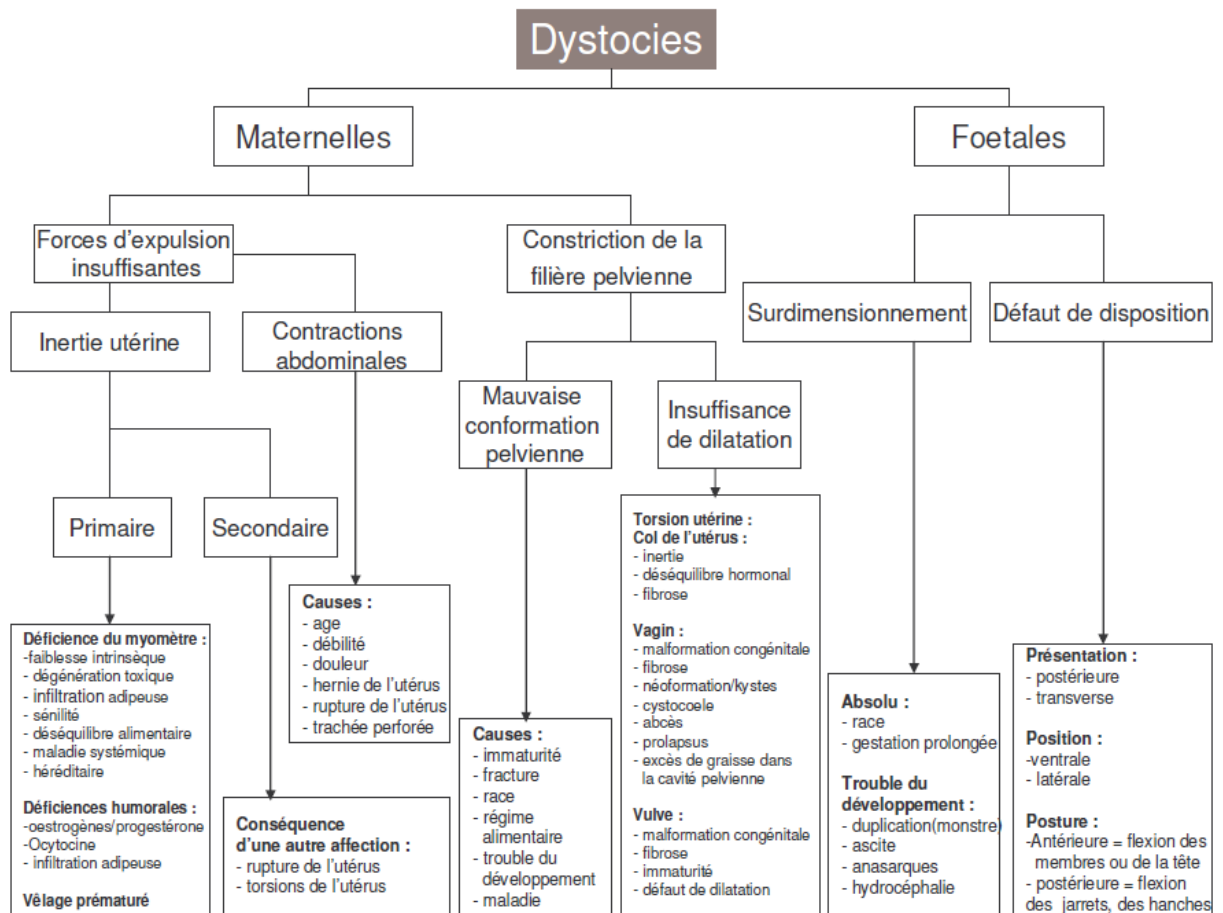 Dystocies
Maternelles
Foetales
Forces d'expulsion
insuffisantes
Constriction de la
filière pelvienne
Surdimensionnement
Défaut de disposition
Inertie utérine
Contractions
abdominales
Mauvaise
conformation
pelvienne
Insuffisance
de dilatation
Primaire
Secondaire
Déficience du myomètre :
-faiblesse intrinsèque
- dégénération toxique
- infiltration adipeuse
- sénilité
- déséquilibre alimentaire
- maladie systémique
- héréditaire
Déficiences humorales :
-oestrogènes/progestérone
-Ocytocine
- infiltration adipeuse
Vêlage prématuré
Conséquence
d'une autre affection :
- rupture de l'utérus
- torsions de l'utérus
Causes :
- age
- débilité
- douleur
- hernie de l'utérus
- rupture de l'utérus
- trachée perforée
Causes :
- immaturité
- fracture
- race
- régime
alimentaire
- trouble du
développement
- maladie
Torsion utérine :
Col de l'utérus :
- inertie
- déséquilibre hormonal
- fibrose
Vagin :
- malformation congénitale
- fibrose
- néoformation/kystes
- cystocoele
- abcès
- prolapsus
- excès de graisse dans
la cavité pelvienne
Vulve :
- malformation congénitale
- fibrose
- immaturité
- défaut de dilatation
Absolu :
- race
- gestation prolongée
Trouble du
développement :
- duplication(monstre)
- ascite
- anasarques
- hydrocéphalie
Présentation :
- postérieure
- transverse
Position :
-ventrale
- latérale
Posture :
-Antérieure = flexion des
membres ou de la tête
- postérieure = flexion
des jarrets, des hanches